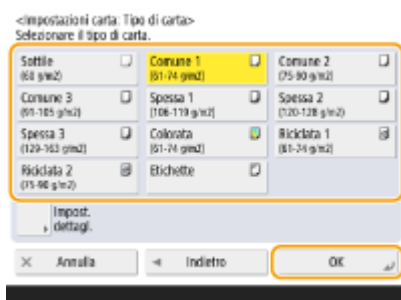 <Impostazioni carta: Tipo di carta>
Selezionare il tipo di carta.
Sottile
(60 g/m2)
Comune 1
(61-74 g/m2)
Comune 2
(75-90 g/m2)
Comune 3
(91-105 g/m2)
Spessa 1
(106-119 g/m2)
Spessa 2
(120-128 g/m2)
Spessa 3
(129-163 g/m2)
Colorata
(61-74 g/m2)
Riciclata 1
(61-74 g/m2)
Riciclata 2
(75-90 g/m2)
Etichette
Impost.
dettagl.
Annulla
Indietro
OK